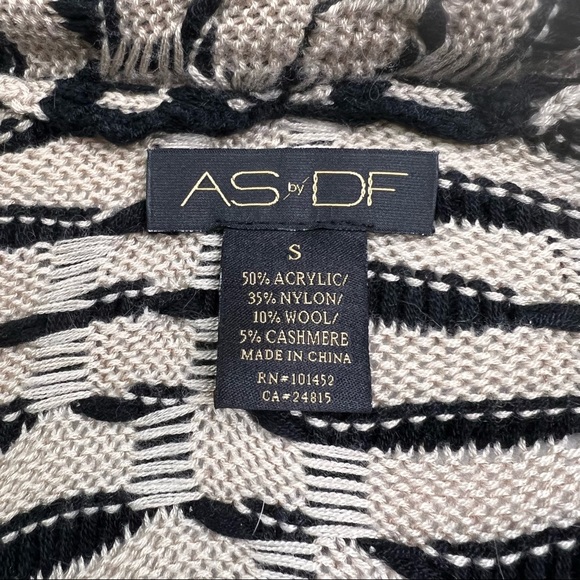 AS by DF
S
50% ACRYLIC/
35% NYLON/
10% WOOL/
5% CASHMERE
MADE IN CHINA
RN#101452
CA#24815